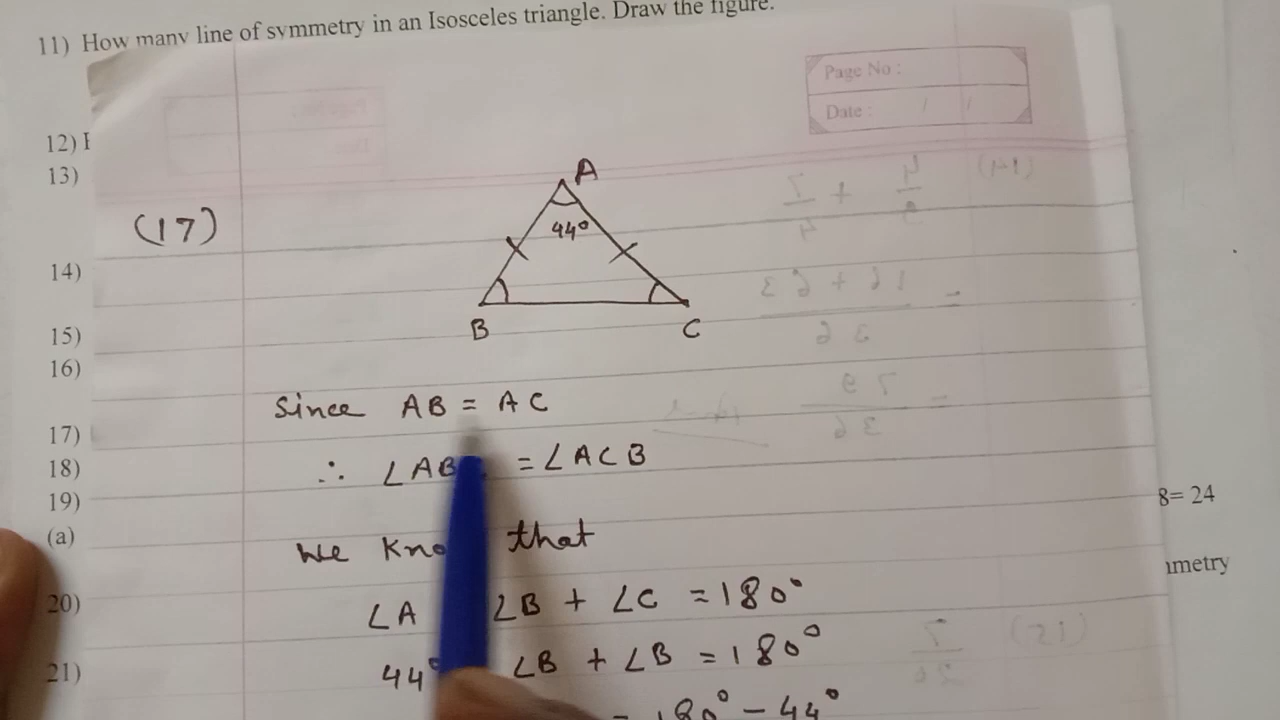 11) How many line of symmetry in an Isosceles triangle. Draw the figure.
Page No :
Date : / /
12)
13)
A
(17)
44°
14)
B C
15)
16)
Since AB = AC
17)
∴ ∠AB = ∠ACB
18)
19)
8= 24
(a)
We Kno that
20)
∠A ∠B + ∠C = 180°
21)
44° ∠B + ∠B = 180°
= 180° - 44°